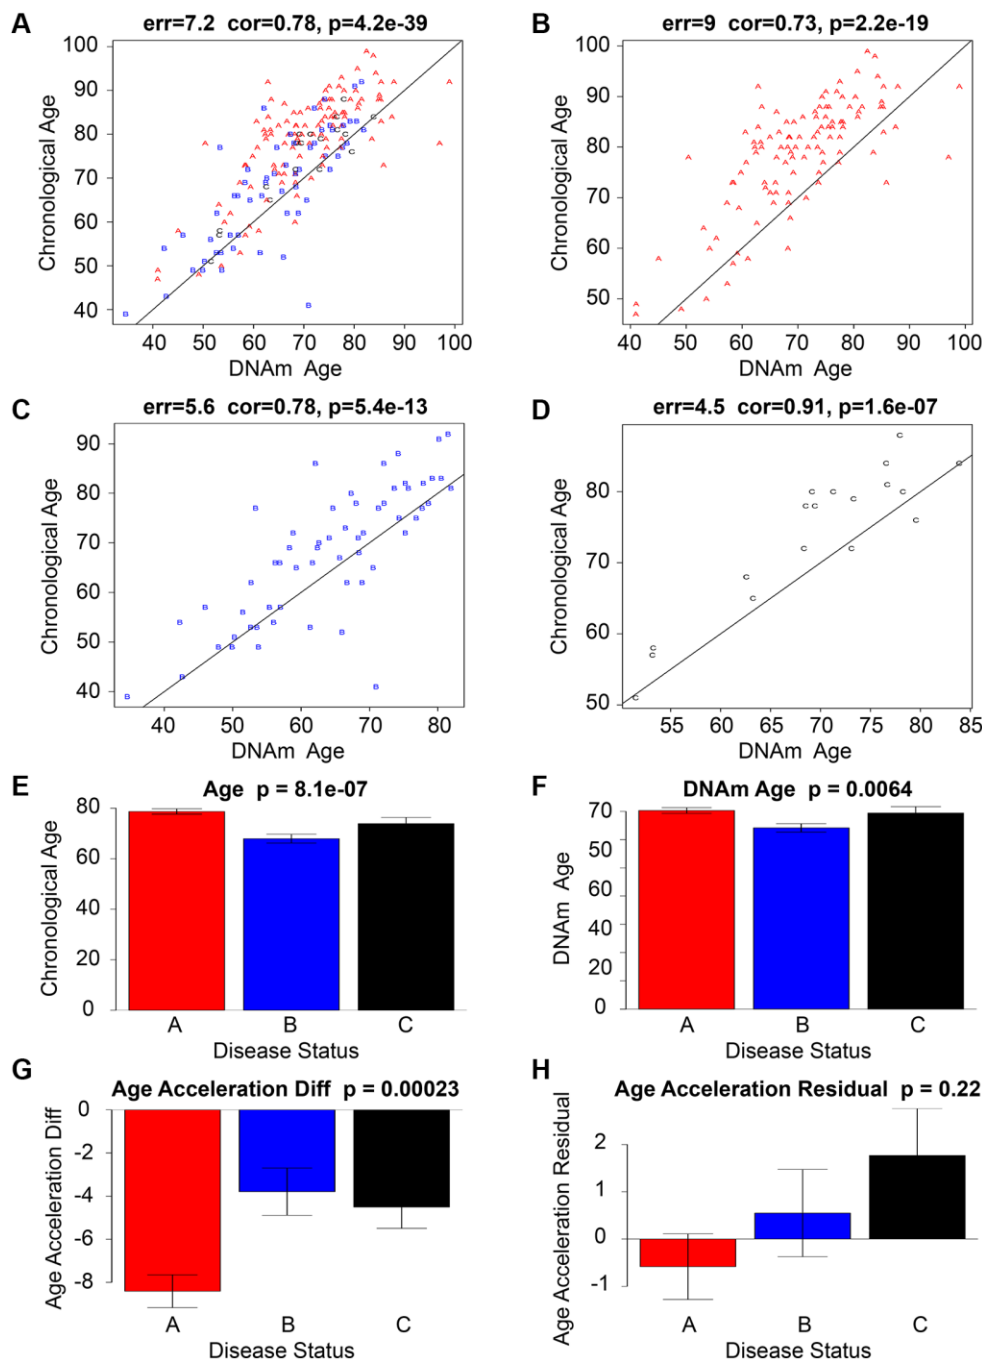 A
err=7.2 cor=0.78, p=4.2e-39
Chronological Age
100
90
80
70
60
50
40
40 50 60 70 80 90 100
DNAm Age
B
err=9 cor=0.73, p=2.2e-19
Chronological Age
100
90
80
70
60
50
40 50 60 70 80 90 100
DNAm Age
C
err=5.6 cor=0.78, p=5.4e-13
Chronological Age
90
80
70
60
50
40
40 50 60 70 80
DNAm Age
D
err=4.5 cor=0.91, p=1.6e-07
Chronological Age
80
70
60
50
55 60 65 70 75 80 85
DNAm Age
E
Age p = 8.1e-07
Chronological Age
80
60
40
20
0
A B C
Disease Status
F
DNAm Age p = 0.0064
DNAm Age
70
50
60
40
20
0
A B C
Disease Status
G
Age Acceleration Diff p = 0.00023
Age Acceleration Diff
0
-2
-4
-6
-8
A B C
Disease Status
H
Age Acceleration Residual p = 0.22
Age Acceleration Residual
2
1
0
-1
A B C
Disease Status